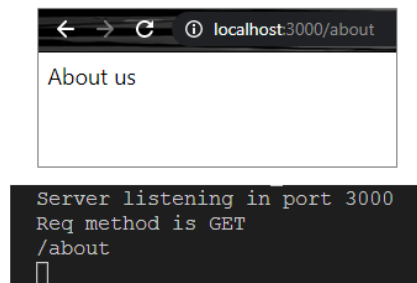 localhost:3000/about
About us
Server listening in port 3000
Req method is GET
/about